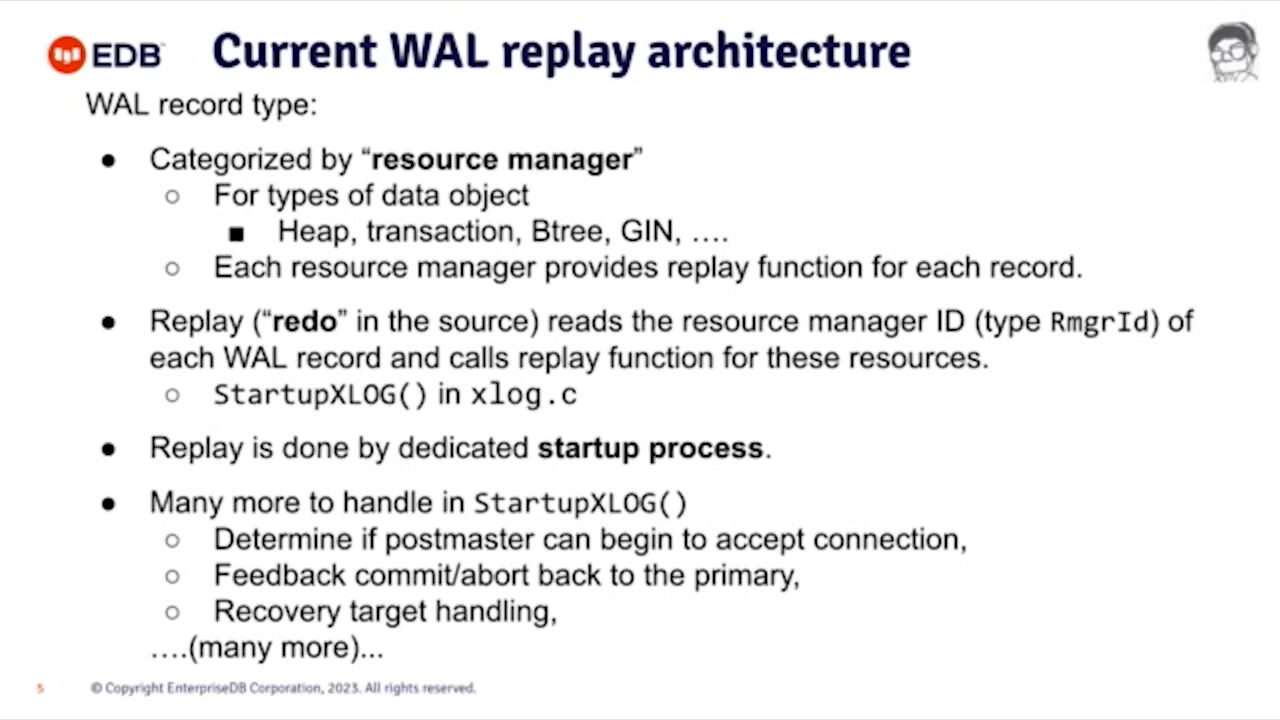 EDB
Current WAL replay architecture
WAL record type:
● Categorized by “resource manager”
○ For types of data object
■ Heap, transaction, Btree, GIN, ….
○ Each resource manager provides replay function for each record.
● Replay (“redo” in the source) reads the resource manager ID (type RmgrId) of
each WAL record and calls replay function for these resources.
○ StartupXLOG() in xlog.c
● Replay is done by dedicated startup process.
● Many more to handle in StartupXLOG()
○ Determine if postmaster can begin to accept connection,
○ Feedback commit/abort back to the primary,
○ Recovery target handling,
….(many more)...
5
© Copyright EnterpriseDB Corporation, 2023. All rights reserved.